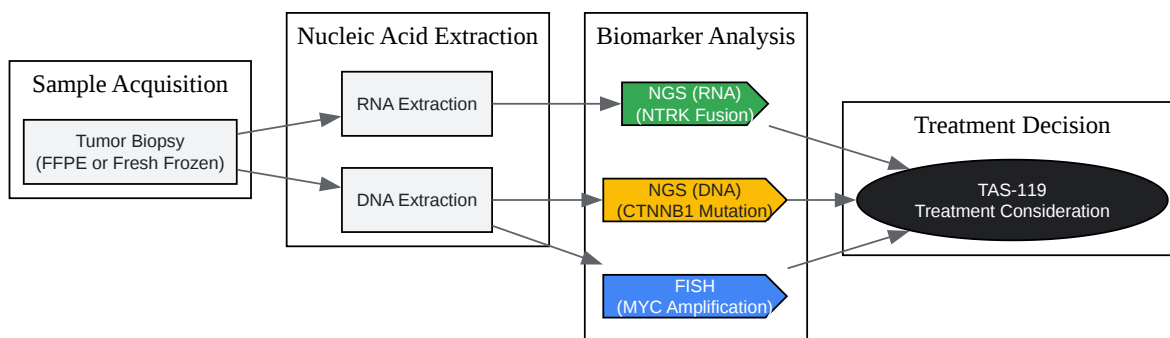 Sample Acquisition
Tumor Biopsy
(FFPE or Fresh Frozen)
Nucleic Acid Extraction
RNA Extraction
DNA Extraction
Biomarker Analysis
NGS (RNA)
(NTRK Fusion)
NGS (DNA)
(CTNNB1 Mutation)
FISH
(MYC Amplification)
Treatment Decision
TAS-119
Treatment Consideration